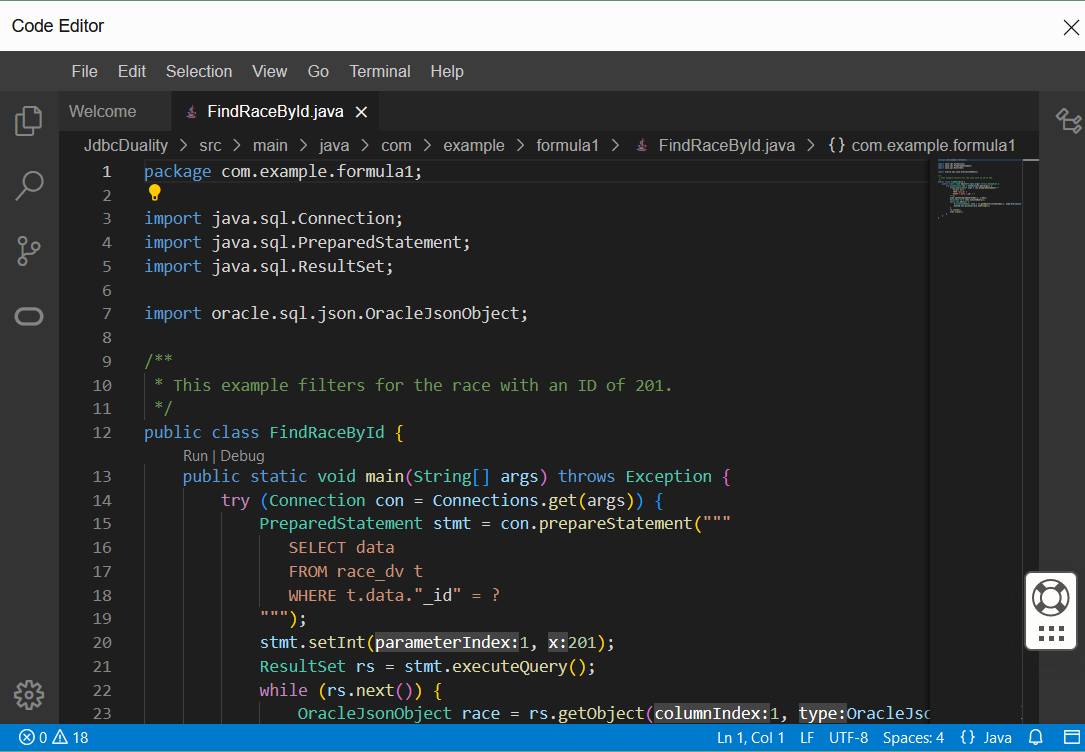 Code Editor
File Edit Selection View Go Terminal Help
Welcome FindRaceById.java
JdbcDuality > src > main > java > com > example > formula1 > FindRaceById.java > {} com.example.formula1
1 package com.example.formula1;
2
3 import java.sql.Connection;
4 import java.sql.PreparedStatement;
5 import java.sql.ResultSet;
6
7 import oracle.sql.json.OracleJsonObject;
8
9 /**
10 * This example filters for the race with an ID of 201.
11 */
12 public class FindRaceById {
Run | Debug
13 public static void main(String[] args) throws Exception {
14 try (Connection con = Connections.get(args)) {
15 PreparedStatement stmt = con.prepareStatement("""
16 SELECT data
17 FROM race_dv t
18 WHERE t.data."_id" = ?
19 """);
20 stmt.setInt(parameterIndex:1, x:201);
21 ResultSet rs = stmt.executeQuery();
22 while (rs.next()) {
23 OracleJsonObject race = rs.getObject(columnIndex:1, type:OracleJsc
0 18 Ln 1, Col 1 LF UTF-8 Spaces: 4 {} Java